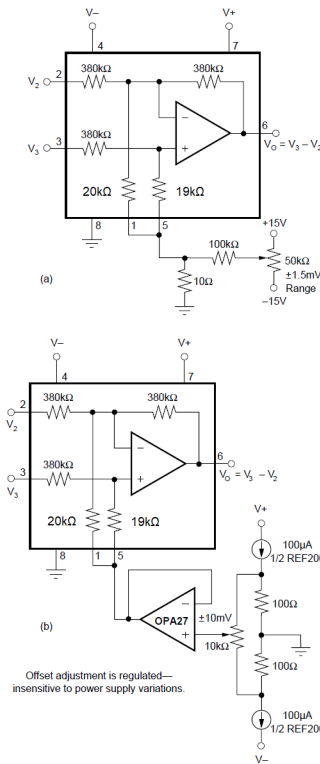 V–
V+
4
7
380kΩ
380kΩ
V2
2
–
6
380kΩ
V3
3
+
VO = V3 – V2
20kΩ
19kΩ
8
1
5
+15V
100kΩ
50kΩ
±1.5mV
Range
10Ω
–15V
(a)
V–
V+
4
7
380kΩ
380kΩ
2
V2
–
6
380kΩ
3
V3
+
VO = V3 – V2
20kΩ
19kΩ
V+
8
1
5
100µA
1/2 REF200
–
±10mV
100Ω
OPA27
+
10kΩ
(b)
100Ω
Offset adjustment is regulated—
insensitive to power supply variations.
100µA
1/2 REF200
V–